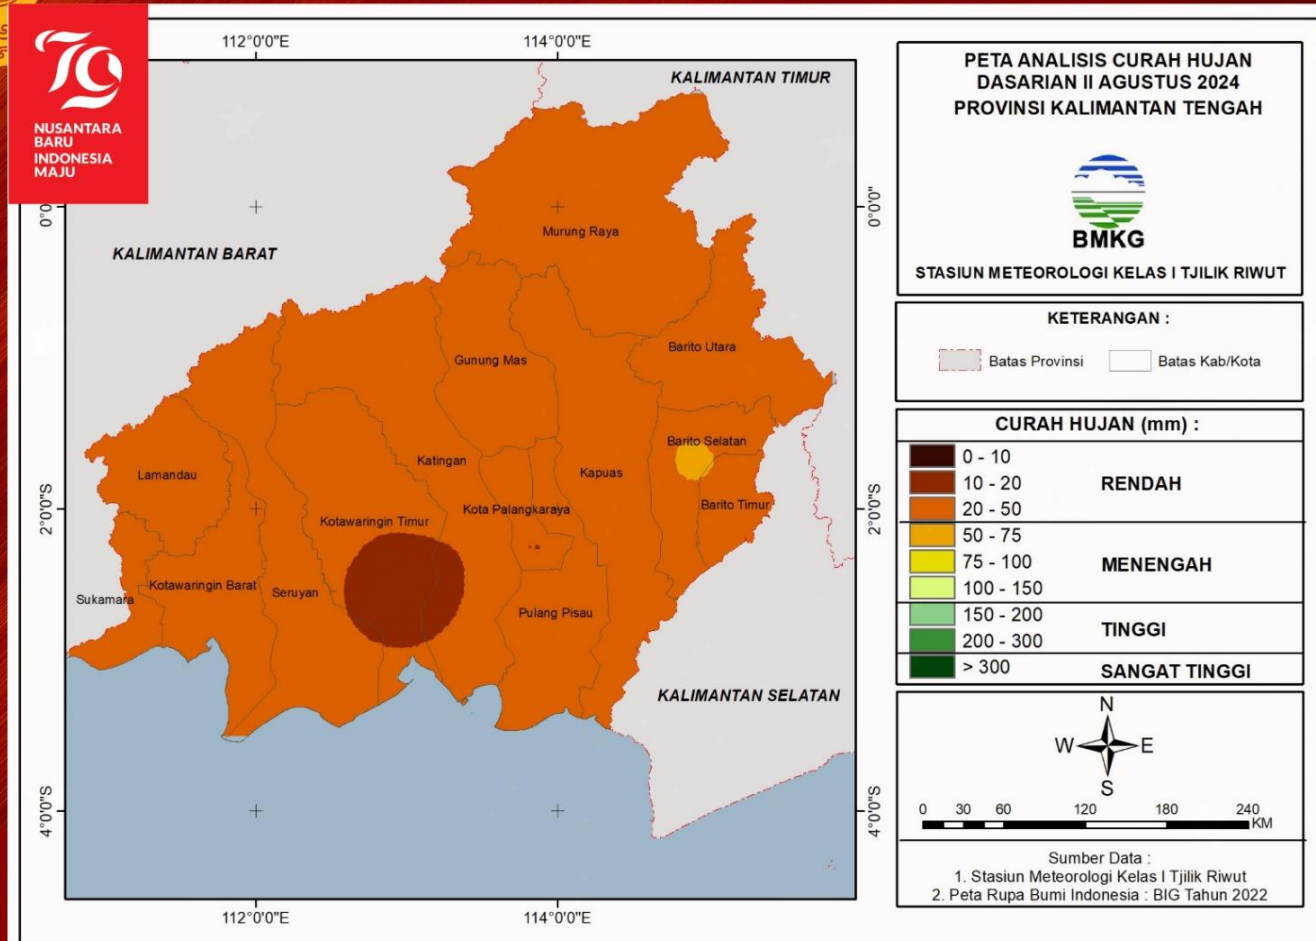 NUSANTARA
BARU
INDONESIA
MAJU
112°0'0"E
114°0'0"E
KALIMANTAN TIMUR
0°0'0"
0°0'0"
Murung Raya
KALIMANTAN BARAT
Barito Utara
Gunung Mas
Barito Selatan
Katingan
Kapuas
Lamandau
Barito Timur
Kota Palangkaraya
2°0'0"S
2°0'0"S
Kotawaringin Timur
Kotawaringin Barat
Seruyan
Sukamara
Pulang Pisau
KALIMANTAN SELATAN
4°0'0"S
4°0'0"S
112°0'0"E
114°0'0"E
PETA ANALISIS CURAH HUJAN
DASARIAN II AGUSTUS 2024
PROVINSI KALIMANTAN TENGAH
BMKG
STASIUN METEOROLOGI KELAS I TJILIK RIWUT
KETERANGAN :
Batas Provinsi Batas Kab/Kota
CURAH HUJAN (mm) :
0 - 10
10 - 20 RENDAH
20 - 50
50 - 75
75 - 100 MENENGAH
100 - 150
150 - 200
TINGGI
200 - 300
> 300 SANGAT TINGGI
N
W E
S
0 30 60 120 180 240
KM
Sumber Data :
1. Stasiun Meteorologi Kelas I Tjilik Riwut
2. Peta Rupa Bumi Indonesia : BIG Tahun 2022